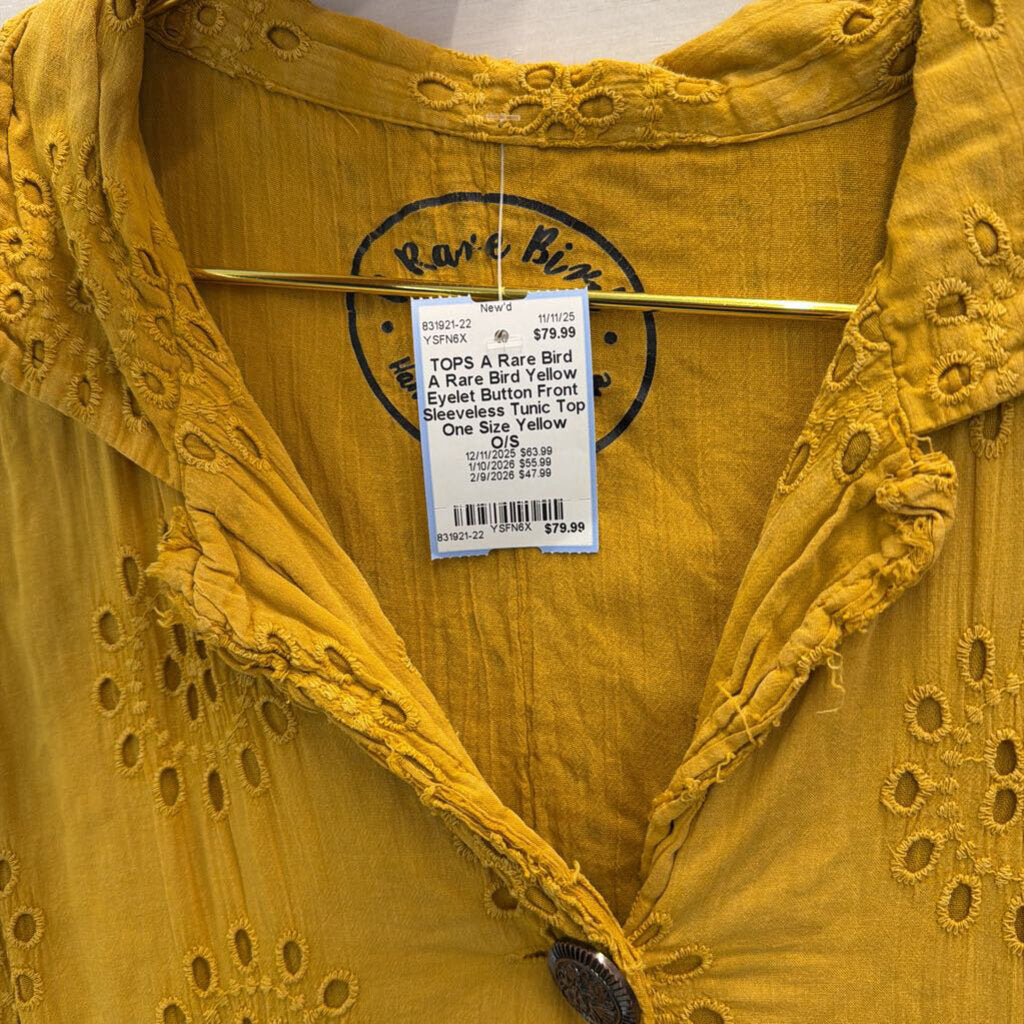 Rare Bir
New'd
831921-22 11/11/25
YSFN6X $79.99
TOPS A Rare Bird
A Rare Bird Yellow
Eyelet Button Front
Sleeveless Tunic Top
One Size Yellow
O/S
12/11/2025 $63.99
1/10/2026 $55.99
2/9/2026 $47.99
831921-22 YSFN6X $79.99